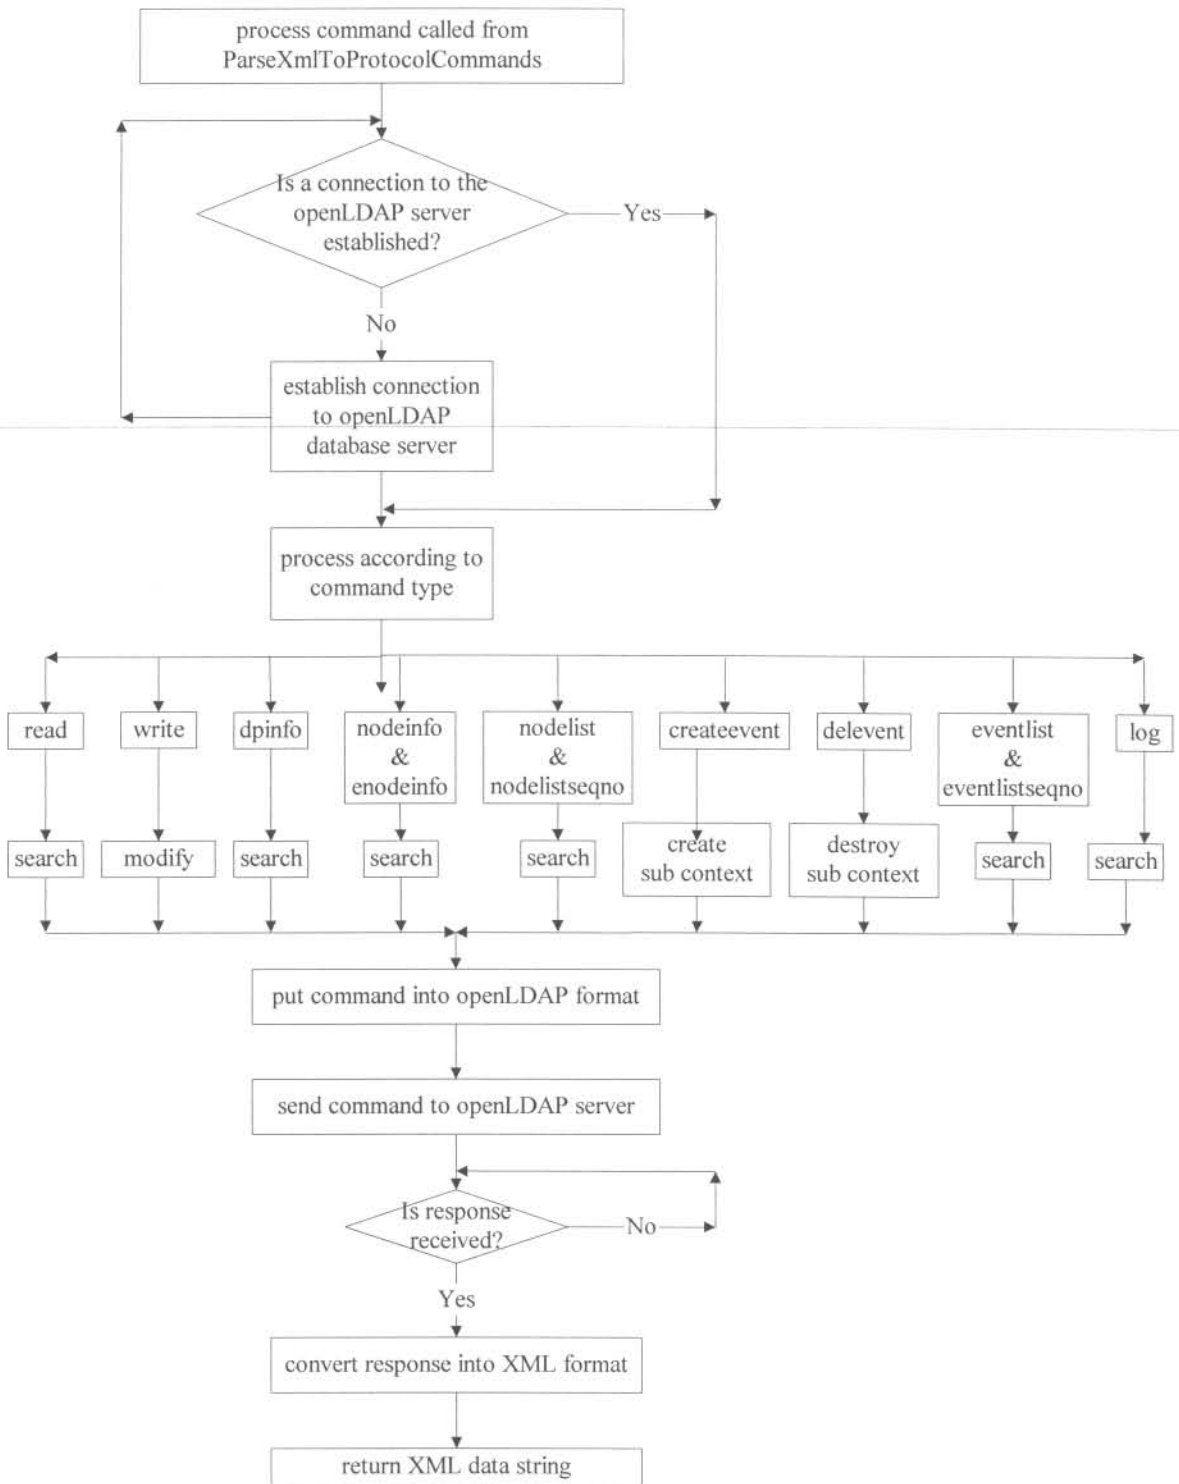 process command called from
ParseXmlToProtocolCommands
Is a connection to the
openLDAP server
established?
Yes
No
establish connection
to openLDAP
database server
process according to
command type
read
write
dpinfo
nodeinfo
&
enodeinfo
nodelist
&
nodelistseqno
createevent
delevent
eventlist
&
eventlistseqno
log
search
modify
search
search
search
create
sub context
destroy
sub context
search
search
put command into openLDAP format
send command to openLDAP server
Is response
received?
No
Yes
convert response into XML format
return XML data string